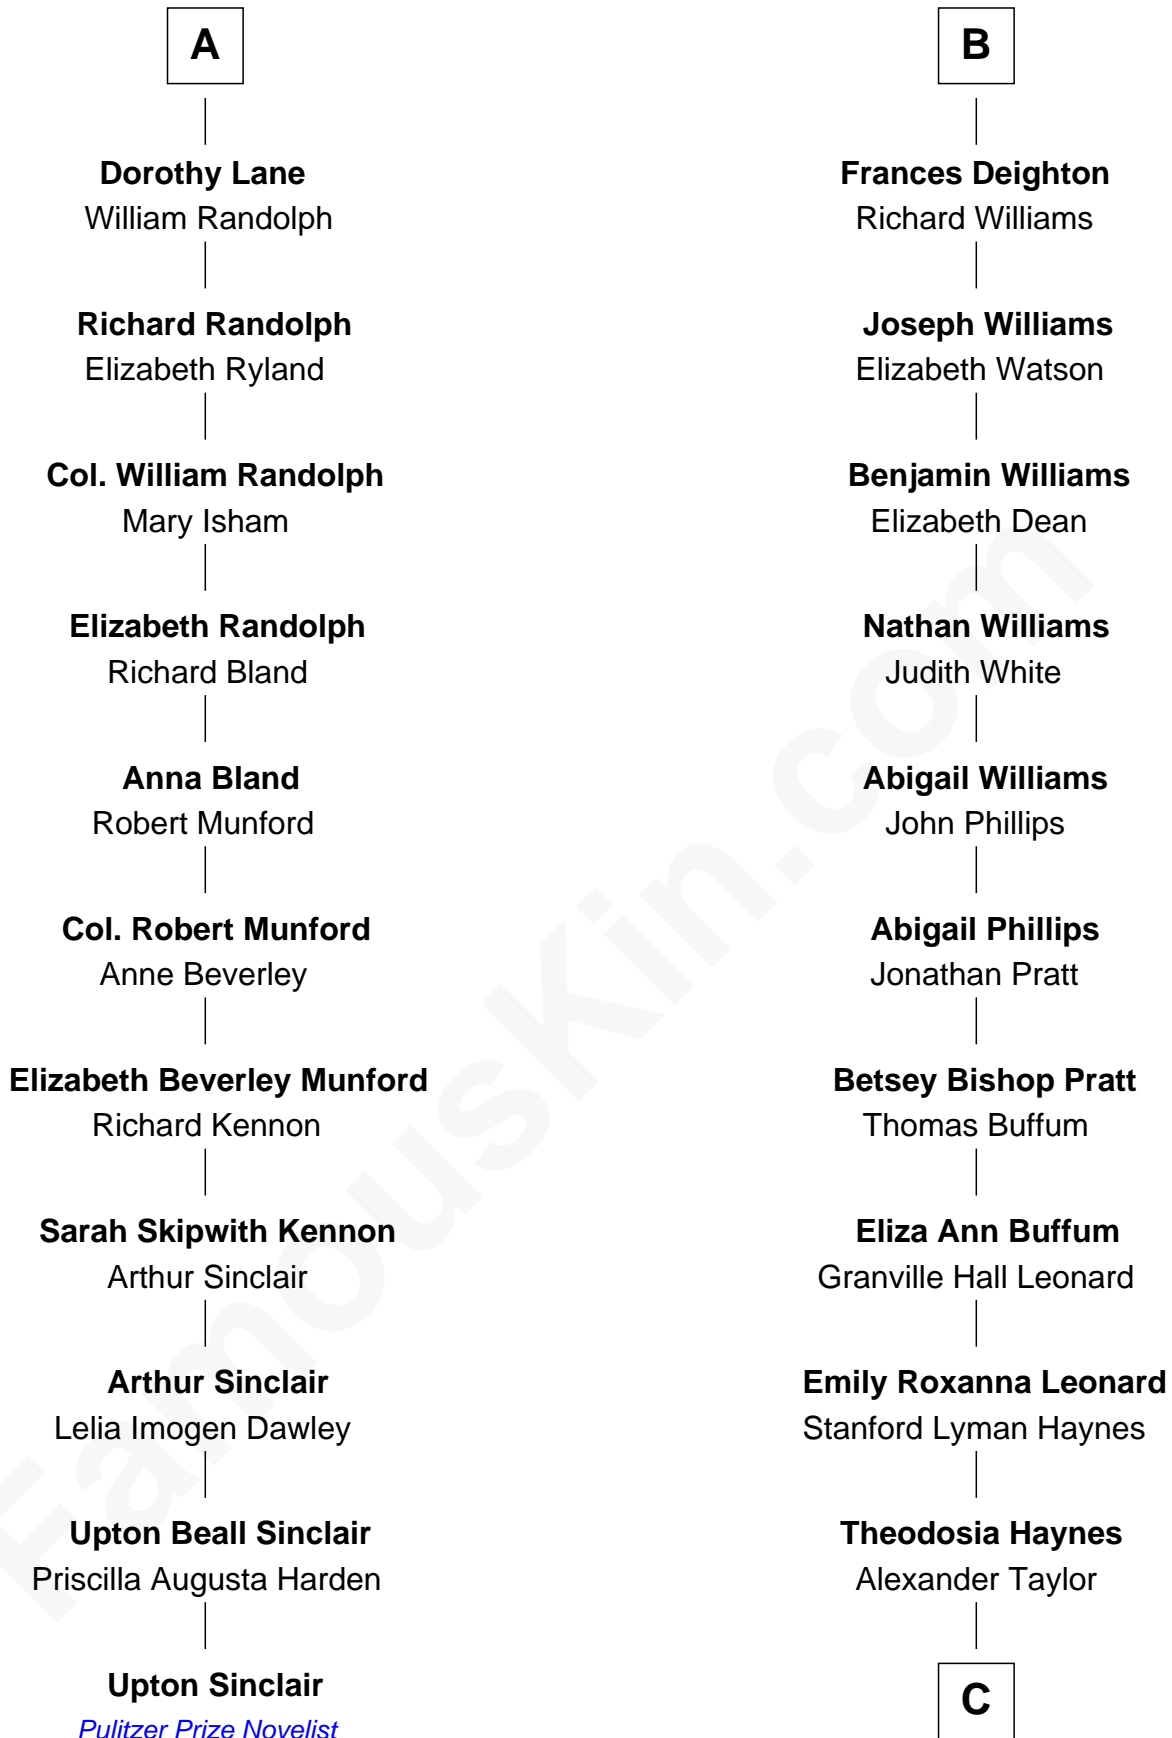 A
Dorothy Lane
William Randolph
Richard Randolph
Elizabeth Ryland
Col. William Randolph
Mary Isham
Elizabeth Randolph
Richard Bland
Anna Bland
Robert Munford
Col. Robert Munford
Anne Beverley
Elizabeth Beverley Munford
Richard Kennon
Sarah Skipwith Kennon
Arthur Sinclair
Arthur Sinclair
Lelia Imogen Dawley
Upton Beall Sinclair
Priscilla Augusta Harden
Upton Sinclair
Pulitzer Prize Novelist
B
Frances Deighton
Richard Williams
Joseph Williams
Elizabeth Watson
Benjamin Williams
Elizabeth Dean
Nathan Williams
Judith White
Abigail Williams
John Phillips
Abigail Phillips
Jonathan Pratt
Betsey Bishop Pratt
Thomas Buffum
Eliza Ann Buffum
Granville Hall Leonard
Emily Roxanna Leonard
Stanford Lyman Haynes
Theodosia Haynes
Alexander Taylor
C
FamousKin.com